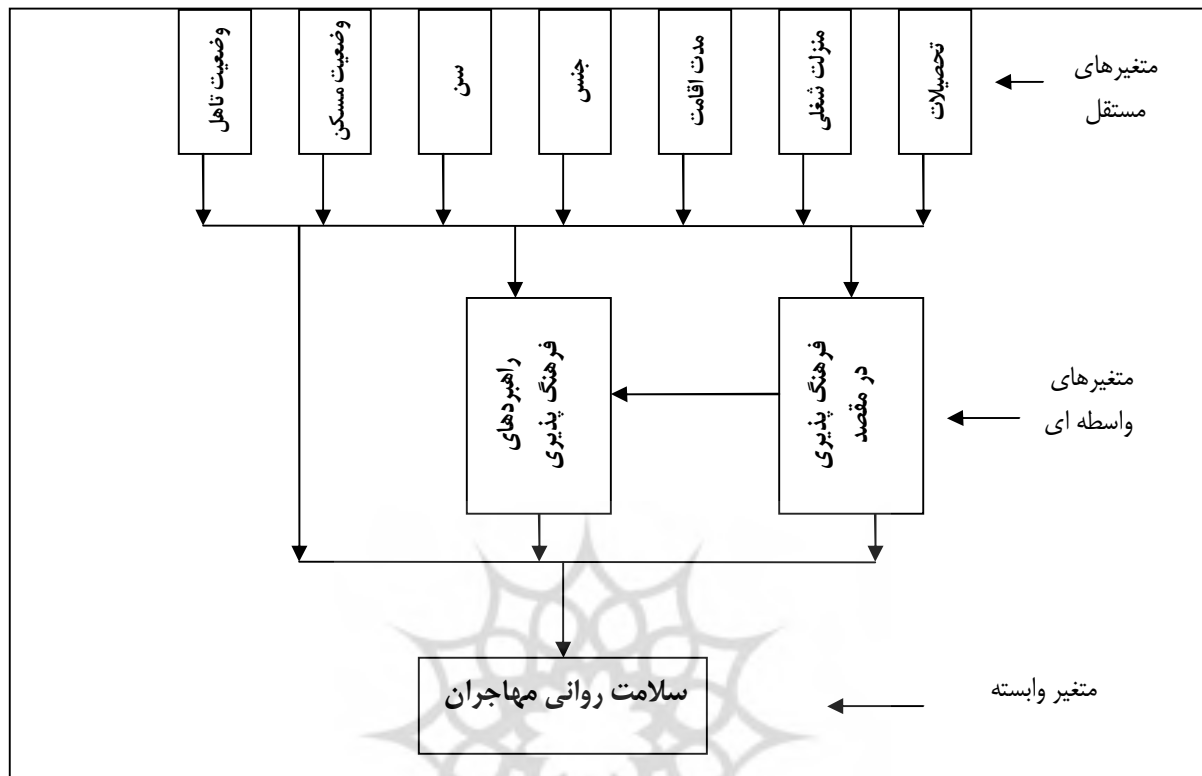 متغیرهای
مستقل
تحصیلات
منزلت شغلی
مدت اقامت
جنس
سن
وضعیت مسکن
وضعیت تاهل
متغیرهای
واسطه ای
فرهنگ پذیری
در مقصد
راهبردهای
فرهنگ پذیری
متغیر وابسته
سلامت روانی مهاجران